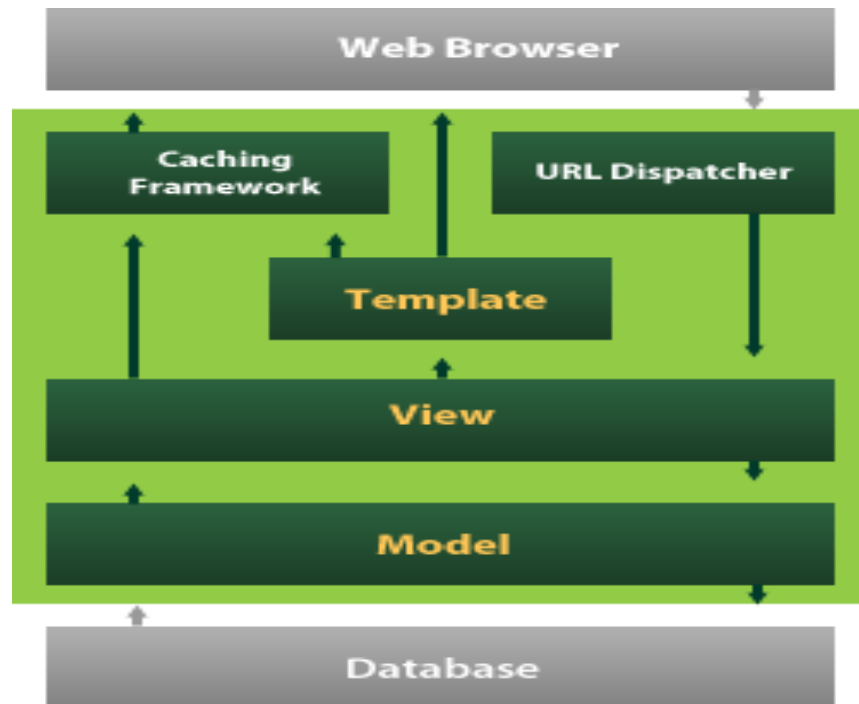 Web Browser
Caching
Framework
URL Dispatcher
Template
View
Model
Database